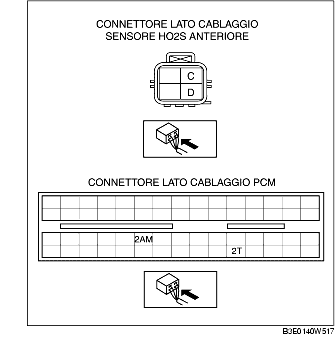 CONNETTORE LATO CABLAGGIO
SENSORE HO2S ANTERIORE
C
D
CONNETTORE LATO CABLAGGIO PCM
2AM
2T
B3E0140W517